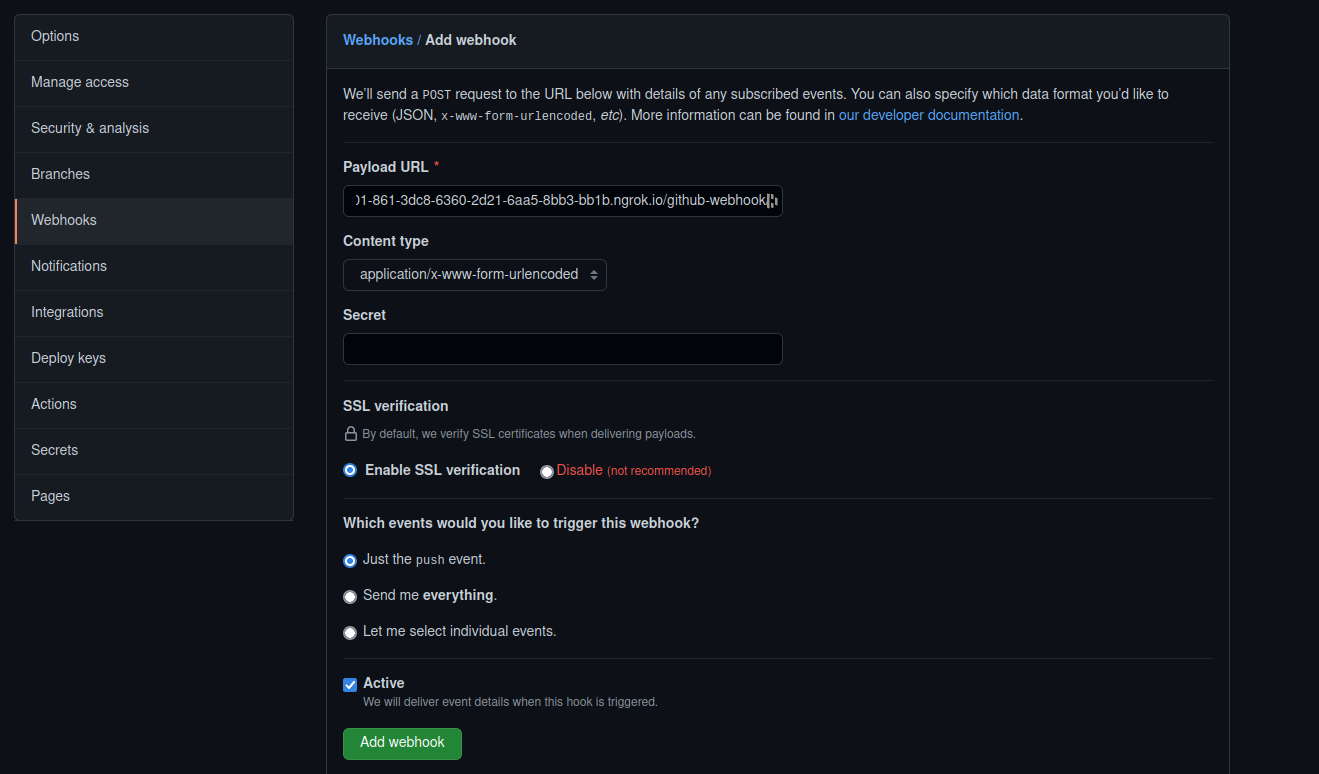 Options
Manage access
Security & analysis
Branches
Webhooks
Notifications
Integrations
Deploy keys
Actions
Secrets
Pages
Webhooks / Add webhook
We'll send a POST request to the URL below with details of any subscribed events. You can also specify which data format you'd like to
receive (JSON, x-www-form-urlencoded, etc). More information can be found in our developer documentation.
Payload URL *
01-861-3dc8-6360-2d21-6aa5-8bb3-bb1b.ngrok.io/github-webhook
Content type
application/x-www-form-urlencoded
Secret
SSL verification
By default, we verify SSL certificates when delivering payloads.
Enable SSL verification Disable (not recommended)
Which events would you like to trigger this webhook?
Just the push event.
Send me everything.
Let me select individual events.
Active
We will deliver event details when this hook is triggered.
Add webhook